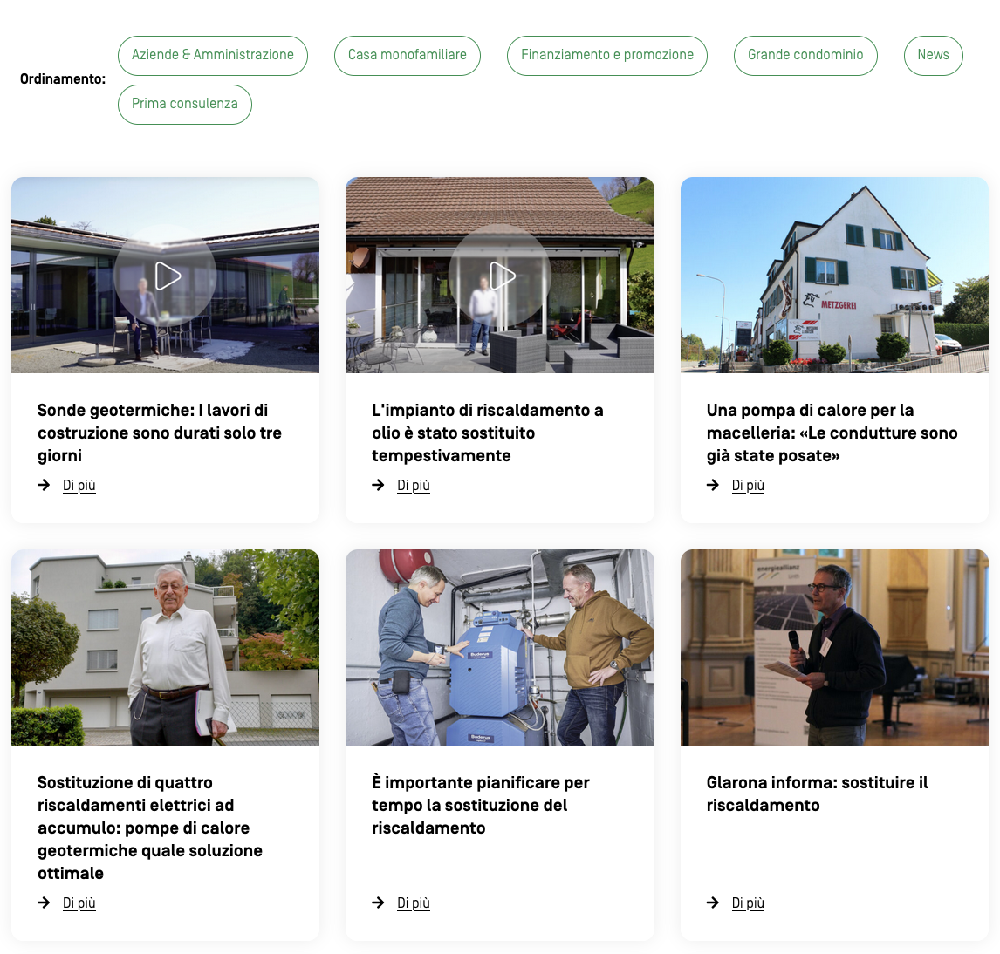 Ordinamento:
Aziende & Amministrazione
Casa monofamiliare
Finanziamento e promozione
Grande condominio
News
Prima consulenza
METZGEREI
Sonde geotermiche: I lavori di
costruzione sono durati solo tre
giorni
Di più
L'impianto di riscaldamento a
olio è stato sostituito
tempestivamente
Di più
Una pompa di calore per la
macelleria: «Le condutture sono
già state posate»
Di più
Buderus
Buderus
energieallianz
Linth
Sostituzione di quattro
riscaldamenti elettrici ad
accumulo: pompe di calore
geotermiche quale soluzione
ottimale
Di più
È importante pianificare per
tempo la sostituzione del
riscaldamento
Di più
Glarona informa: sostituire il
riscaldamento
Di più